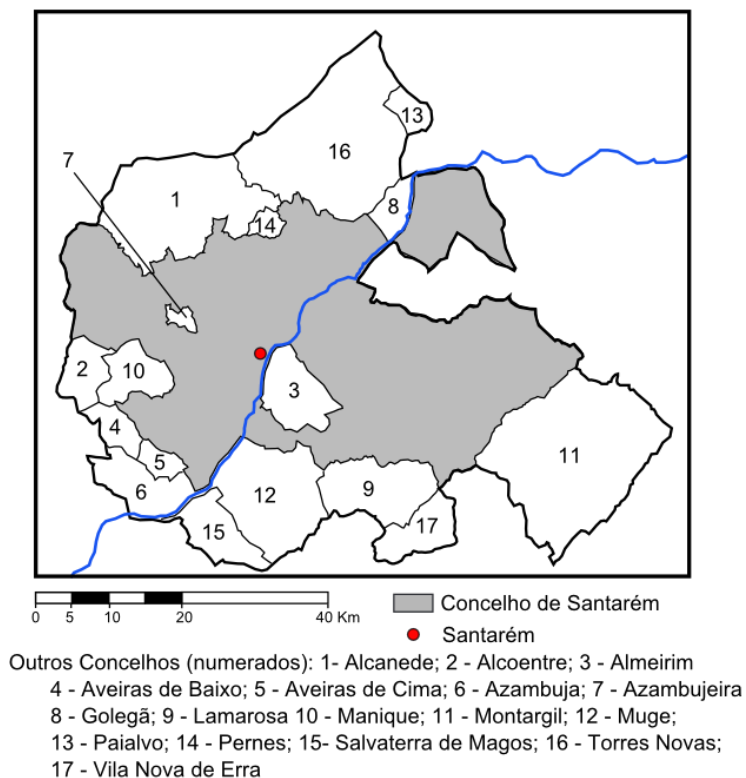 13
16
7
1
8
14
2
10
3
4
11
5
6
12
9
17
15
0 5 10 20 40 Km
Concelho de Santarém
Santarém
Outros Concelhos (numerados): 1- Alcanede; 2 - Alcoentre; 3 - Almeirim
4 - Aveiras de Baixo; 5 - Aveiras de Cima; 6 - Azambuja; 7 - Azambujeira
8 - Golegã; 9 - Lamarosa 10 - Manique; 11 - Montargil; 12 - Muge;
13 - Paialvo; 14 - Pernes; 15- Salvaterra de Magos; 16 - Torres Novas;
17 - Vila Nova de Erra